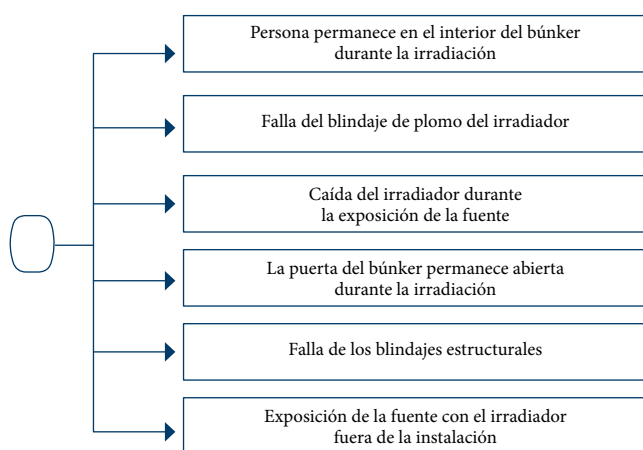 Persona permanece en el interior del búnker
durante la irradiación
Falla del blindaje de plomo del irradiador
Caída del irradiador durante
la exposición de la fuente
La puerta del búnker permanece abierta
durante la irradiación
Falla de los blindajes estructurales
Exposición de la fuente con el irradiador
fuera de la instalación